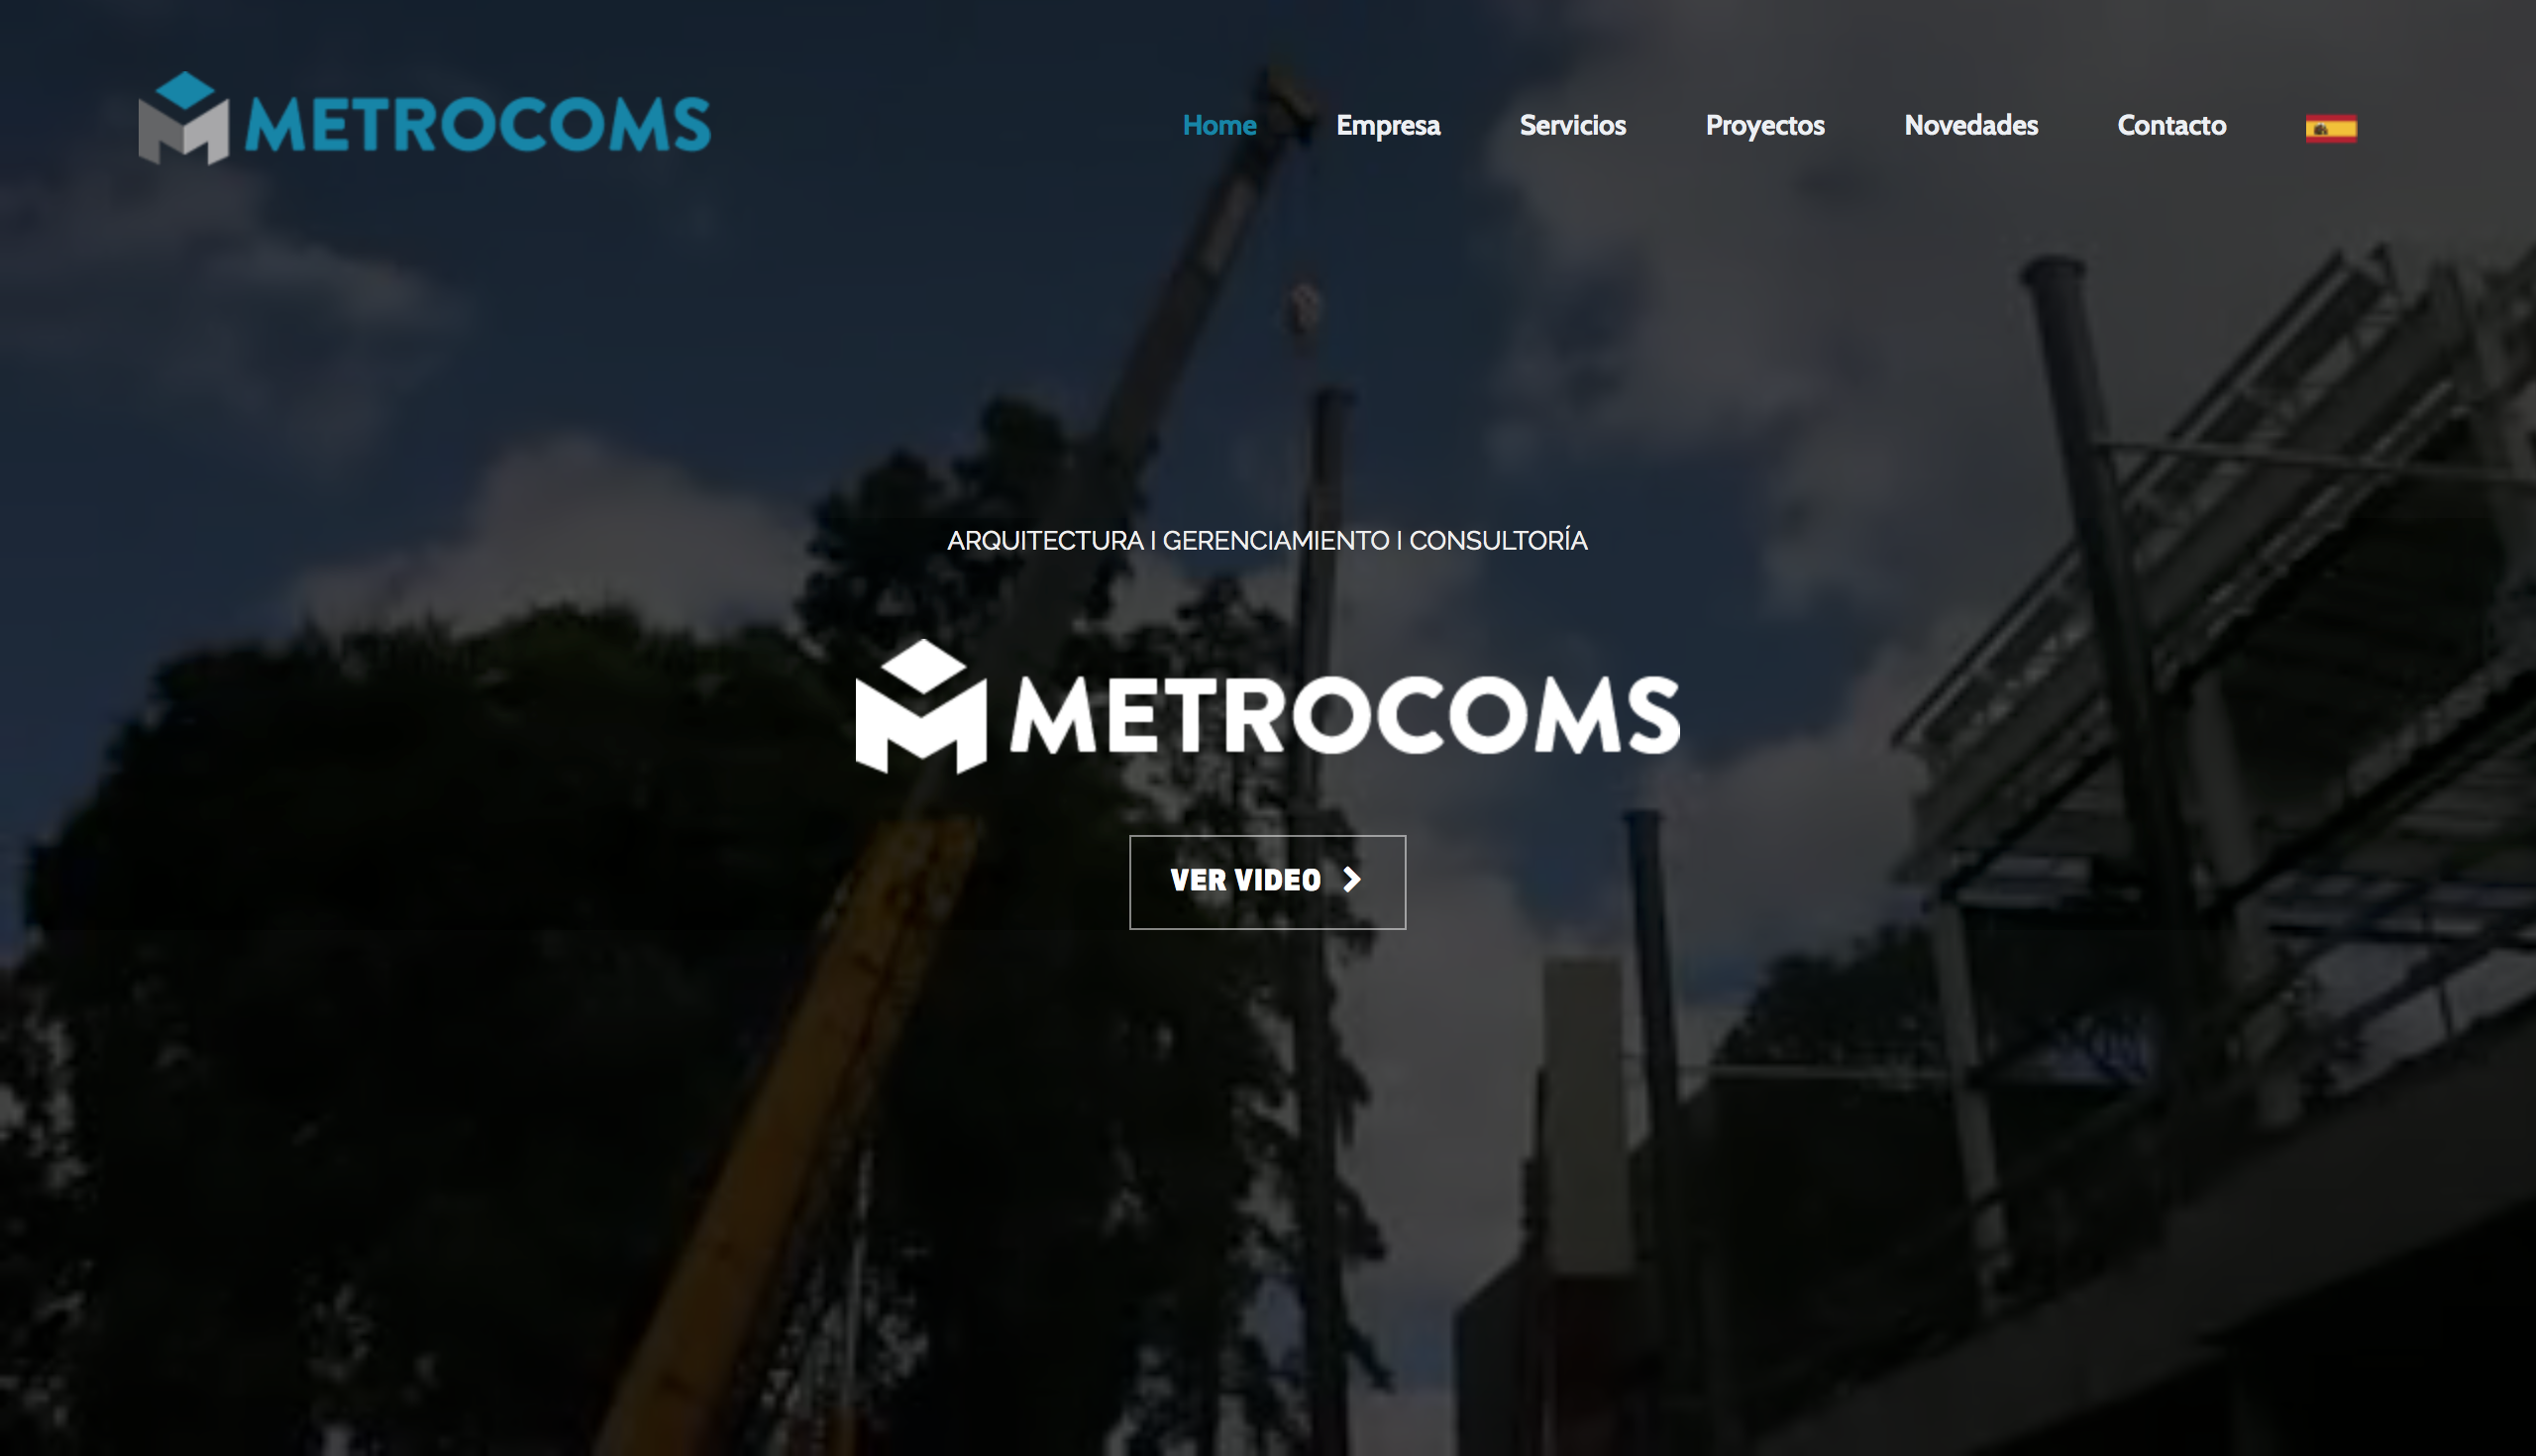 METROCOMS
Home Empresa Servicios Proyectos Novedades Contacto
ARQUITECTURA I GERENCIAMIENTO I CONSULTORÍA
METROCOMS
VER VIDEO